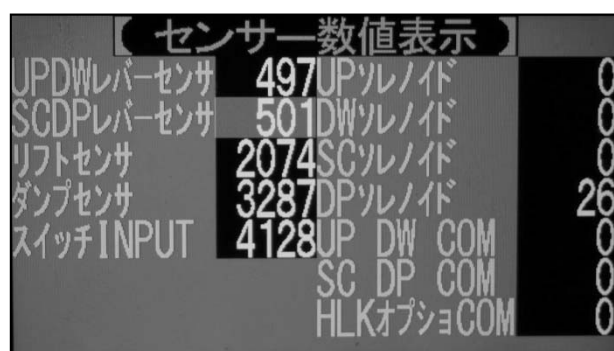 センサー数値表示
UPDWレバーセンサ 497 UPソレノイド 0
SCDPレバーセンサ 501 DWソレノイド 0
リフトセンサ 2074 SCソレノイド 0
ダンプセンサ 3287 DPソレノイド 26
スイッチINPUT 4128 UP DW COM 0
SC DP COM 0
HLKオプショCOM 0